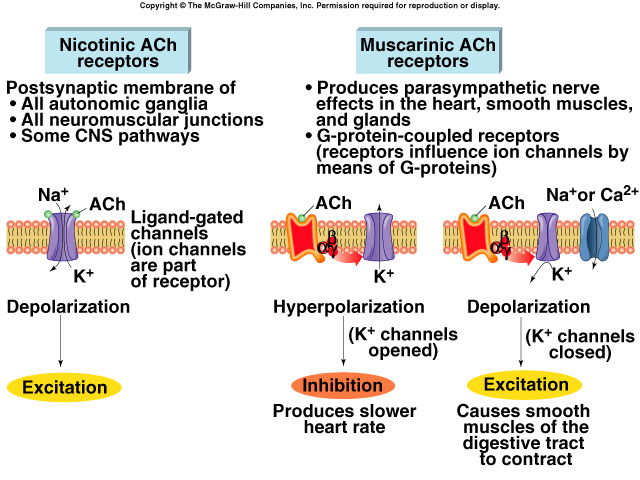 Copyright © The McGraw-Hill Companies, Inc. Permission required for reproduction or display.
Nicotinic ACh
receptors
Postsynaptic membrane of
• All autonomic ganglia
• All neuromuscular junctions
• Some CNS pathways
Na+
ACh
K+
Ligand-gated
channels
(ion channels
are part
of receptor)
Depolarization
Excitation
Muscarinic ACh
receptors
• Produces parasympathetic nerve
effects in the heart, smooth muscles,
and glands
• G-protein-coupled receptors
(receptors influence ion channels by
means of G-proteins)
ACh
α
β
γ
K+
Hyperpolarization
(K+ channels
opened)
Inhibition
Produces slower
heart rate
ACh
Na+or Ca2+
α
β
γ
K+
Depolarization
(K+ channels
closed)
Excitation
Causes smooth
muscles of the
digestive tract
to contract